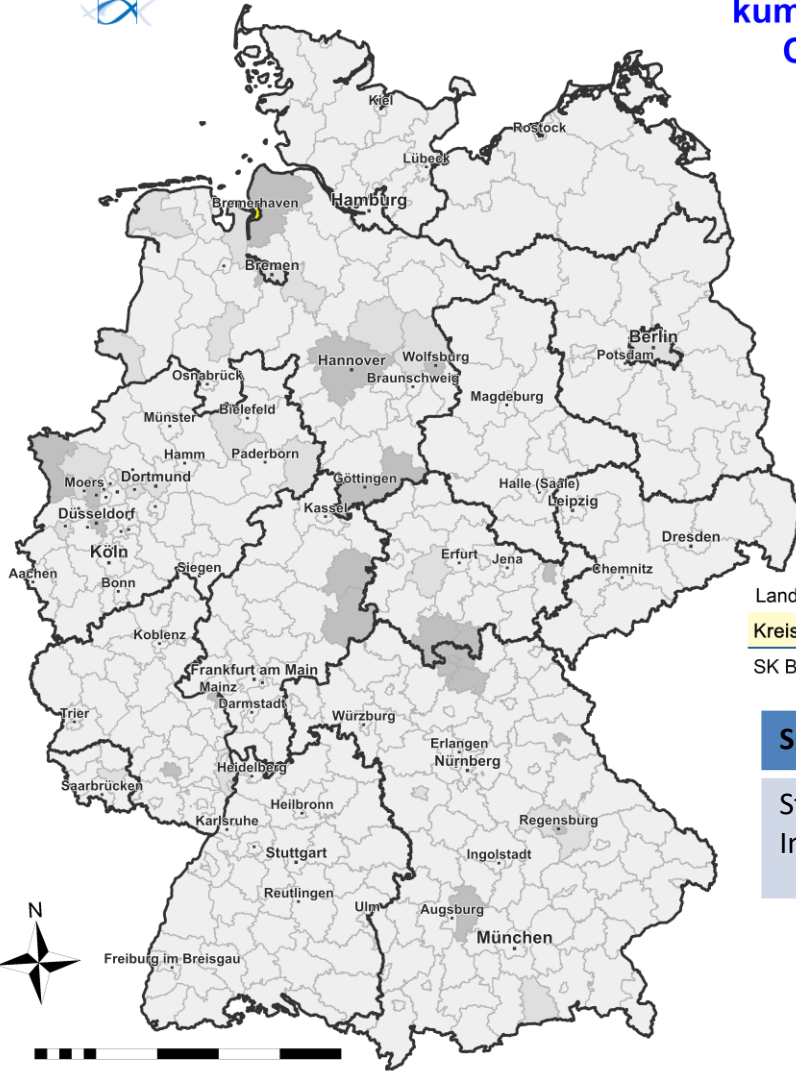 kum
C
Kiel
Rostock
Lübeck
Hamburg
Bremerhaven
Bremen
Berlin
Potsdam
Hannover
Wolfsburg
Braunschweig
Osnabrück
Magdeburg
Münster
Bielefeld
Hamm
Paderborn
Moers
Dortmund
Göttingen
Halle (Saale)
Leipzig
Düsseldorf
Kassel
Köln
Erfurt
Jena
Dresden
Chemnitz
Aachen
Bonn
Siegen
Land
Kreis
SK B
Koblenz
Frankfurt am Main
Mainz
Darmstadt
Trier
Würzburg
Erlangen
Nürnberg
S
Heidelberg
Saarbrücken
Heilbronn
Karlsruhe
Regensburg
St
In
Stuttgart
Ingolstadt
Reutlingen
Ulm
Augsburg
N
München
Freiburg im Breisgau